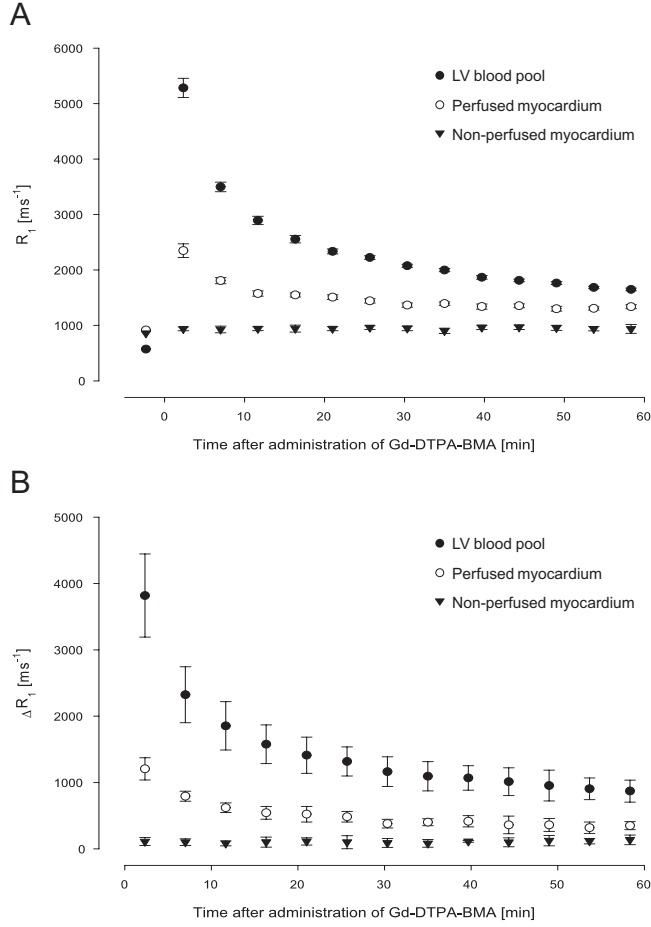 A
6000
5000
4000
3000
2000
1000
0
R₁ [ms⁻¹]
LV blood pool
Perfused myocardium
Non-perfused myocardium
0 10 20 30 40 50 60
Time after administration of Gd-DTPA-BMA [min]
B
5000
4000
3000
2000
1000
0
Δ R₁ [ms⁻¹]
LV blood pool
Perfused myocardium
Non-perfused myocardium
0 10 20 30 40 50 60
Time after administration of Gd-DTPA-BMA [min]